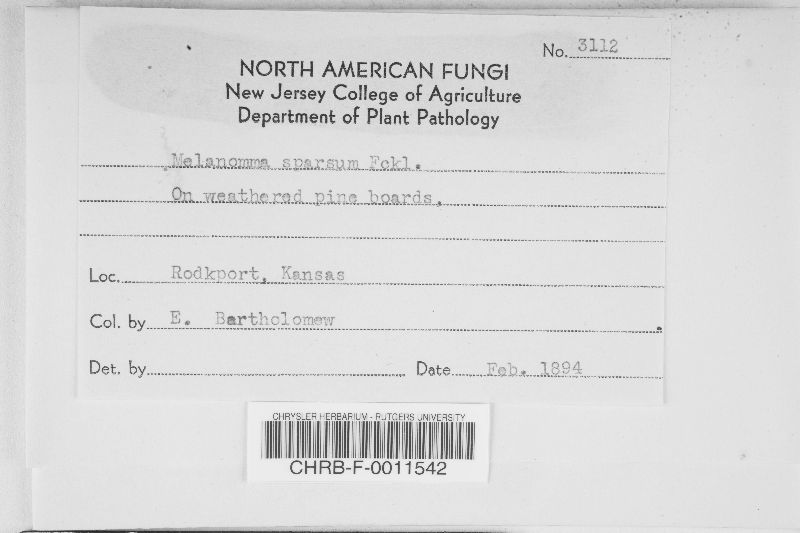 No. 3112
NORTH AMERICAN FUNGI
New Jersey College of Agriculture
Department of Plant Pathology
Melanomma sparsum Fckl.
On weathered pine boards.
Loc. Rodkport, Kansas
Col. by E. Bartholomew
Det. by
Date Feb. 1894
CHRYSLER HERBARIUM - RUTGERS UNIVERSITY
CHRB-F-0011542